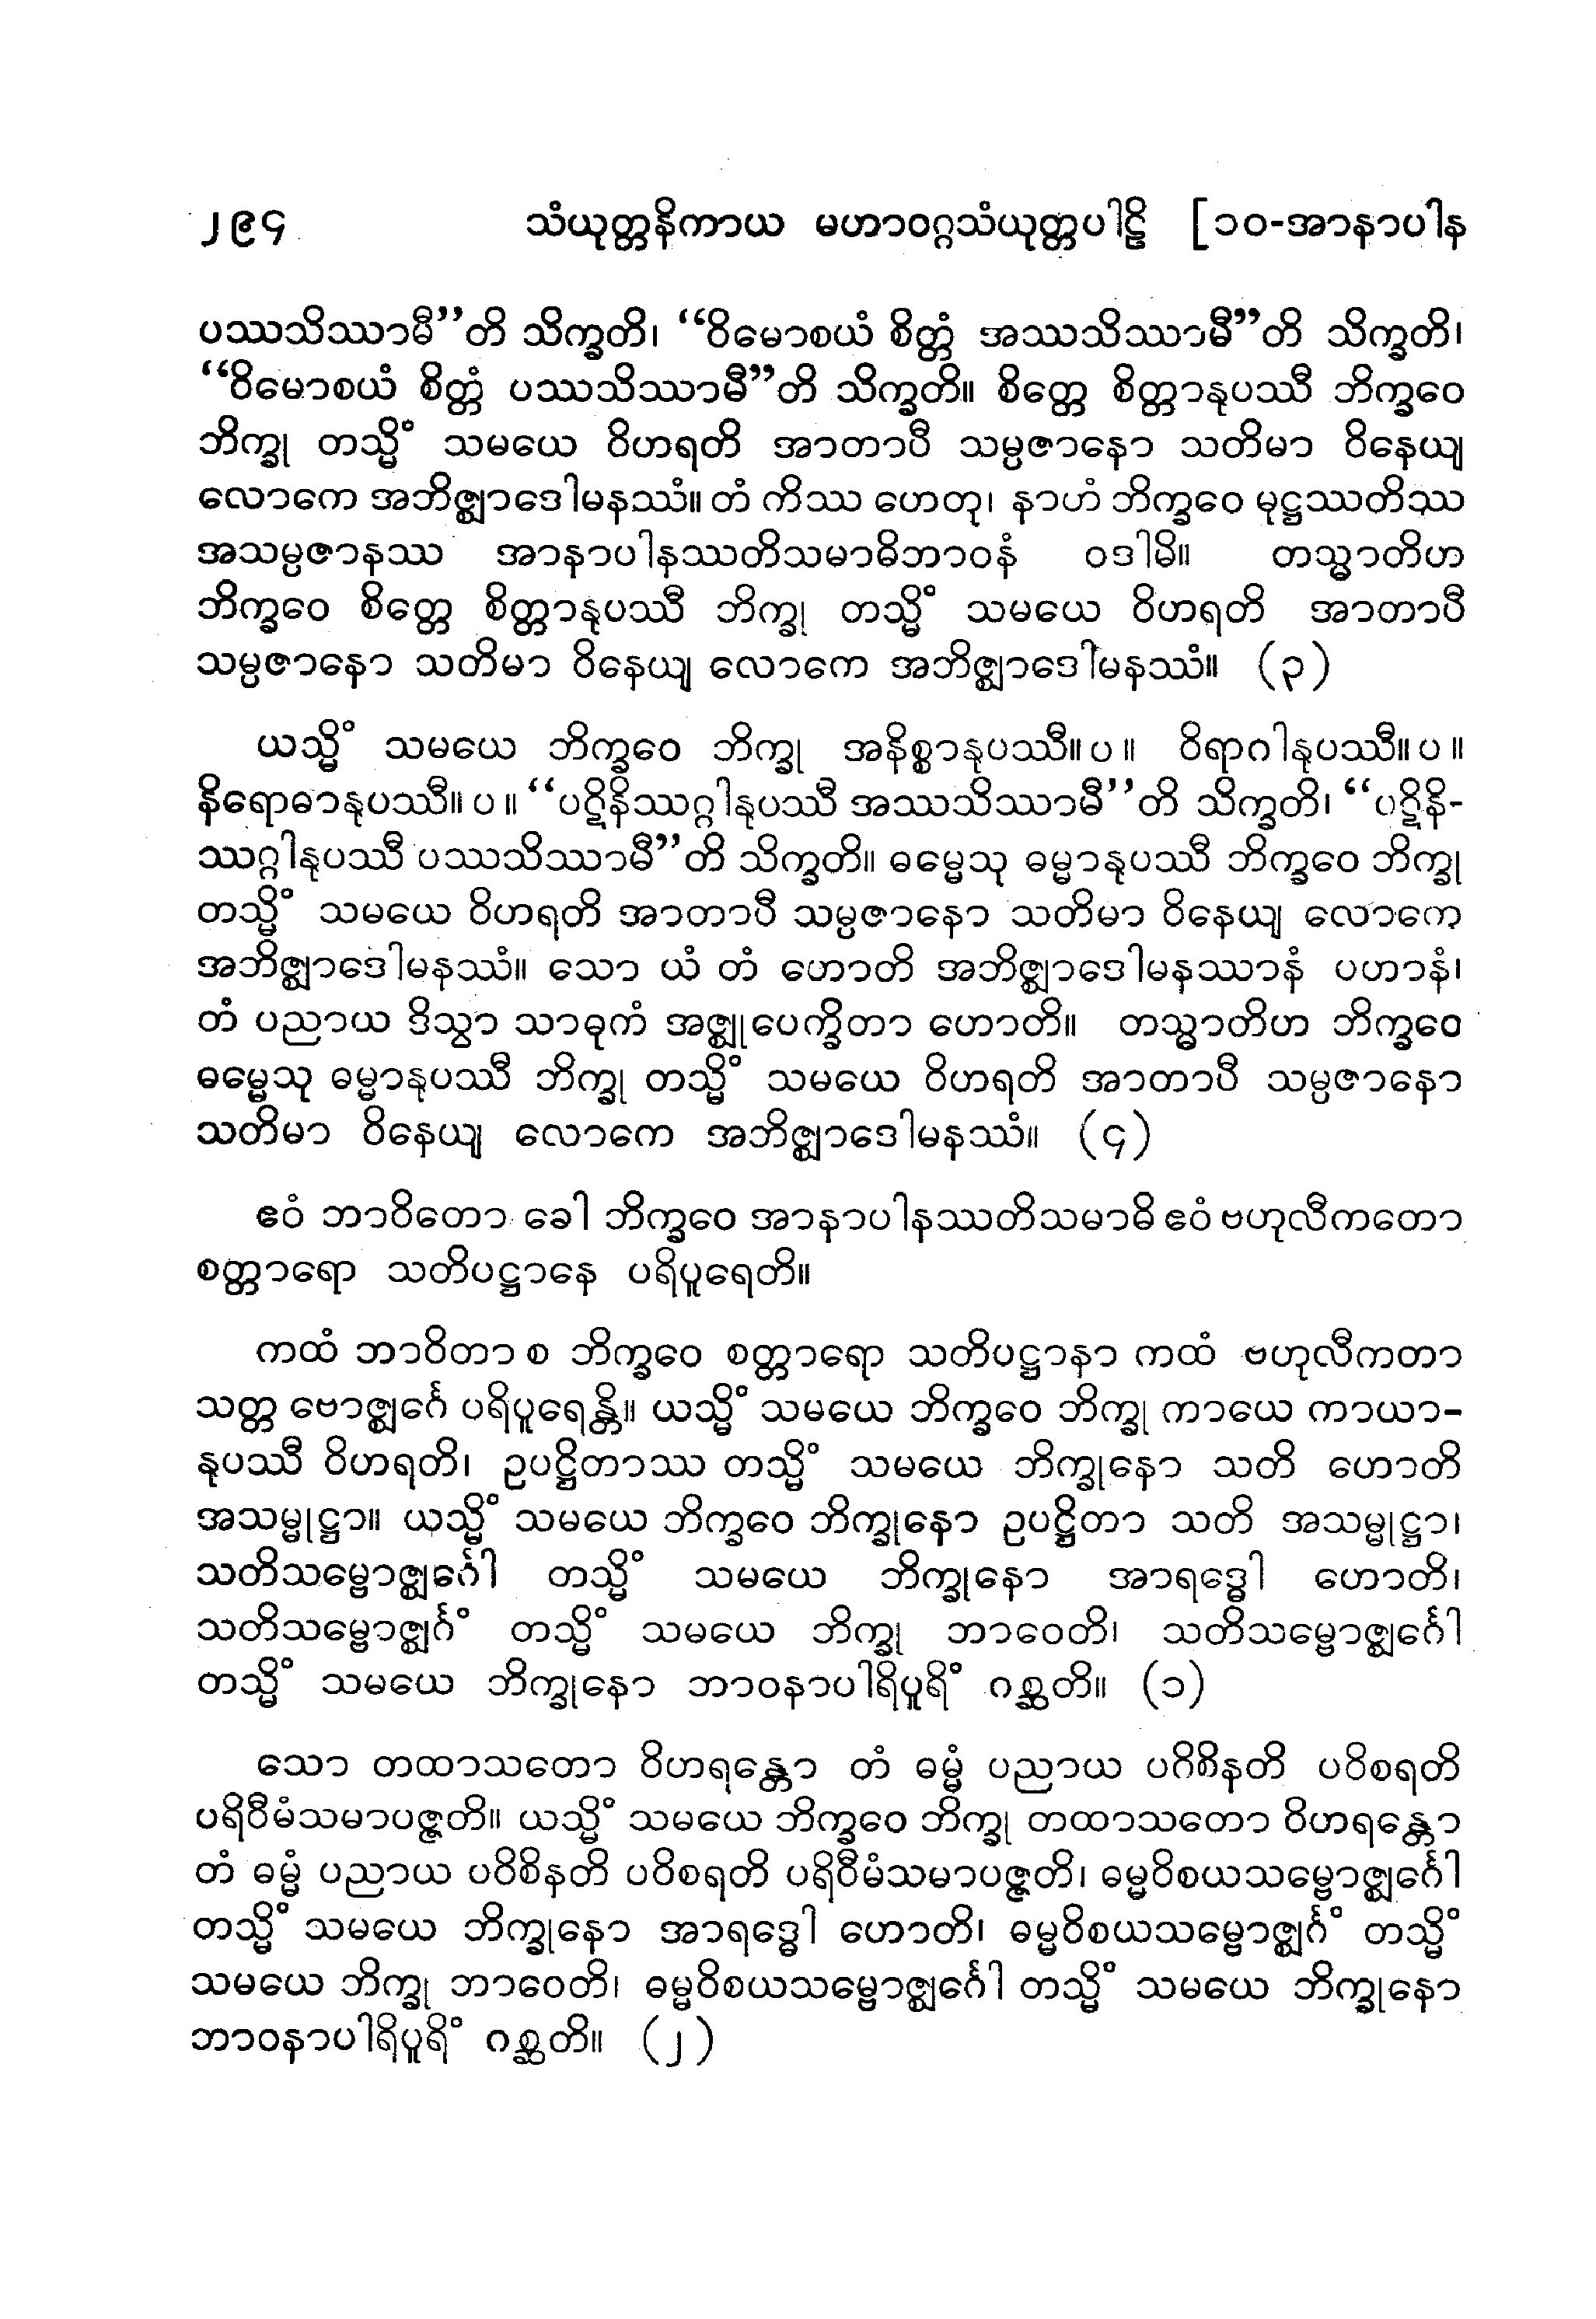 ၂၉၄ သံယုတ္တနိကာယ မဟာဝဂ္ဂသံယုတ္တပါဠိ [၁၀-အာနာပါန
ပဿသိဿာမီ”တိ သိက္ခတိ၊ “ဝိမောစယံ စိတ္တံ အဿသိဿာမီ”တိ သိက္ခတိ၊
“ဝိမောစယံ စိတ္တံ ပဿသိဿာမီ”တိ သိက္ခတိ။ စိတ္တေ စိတ္တာနုပဿီ ဘိက္ခဝေ
ဘိက္ခု တသ္မိံ သမယေ ဝိဟရတိ အာတာပီ သမ္ပဇာနော သတိမာ ဝိနေယျ
လောကေ အဘိဇ္ဈာဒေါမနဿံ။ တံ ကိဿ ဟေတု၊ နာဟံ ဘိက္ခဝေ မုဋ္ဌဿတိဿ
အသမ္ပဇာနဿ အာနာပါနဿတိသမာဓိဘာဝနံ ဝဒါမိ။ တသ္မာတိဟ
ဘိက္ခဝေ စိတ္တေ စိတ္တာနုပဿီ ဘိက္ခု တသ္မိံ သမယေ ဝိဟရတိ အာတာပီ
သမ္ပဇာနော သတိမာ ဝိနေယျ လောကေ အဘိဇ္ဈာဒေါမနဿံ။ (၃)
ယသ္မိံ သမယေ ဘိက္ခဝေ ဘိက္ခု အနိစ္စာနုပဿီ။ ပ ။ ဝိရာဂါနုပဿီ။ ပ ။
နိရောဓာနုပဿီ။ ပ ။ “ပဋိနိဿဂ္ဂါနုပဿီ အဿသိဿာမီ”တိ သိက္ခတိ၊ “ပဋိနိ-
ဿဂ္ဂါနုပဿီ ပဿသိဿာမီ”တိ သိက္ခတိ။ ဓမ္မေသု ဓမ္မာနုပဿီ ဘိက္ခဝေ ဘိက္ခု
တသ္မိံ သမယေ ဝိဟရတိ အာတာပီ သမ္ပဇာနော သတိမာ ဝိနေယျ လောကေ
အဘိဇ္ဈာဒေါမနဿံ။ သော ယံ တံ ဟောတိ အဘိဇ္ဈာဒေါမနဿာနံ ပဟာနံ၊
တံ ပညာယ ဒိသွာ သာဓုကံ အဇ္ဈုပေက္ခိတာ ဟောတိ။ တသ္မာတိဟ ဘိက္ခဝေ
ဓမ္မေသု ဓမ္မာနုပဿီ ဘိက္ခု တသ္မိံ သမယေ ဝိဟရတိ အာတာပီ သမ္ပဇာနော
သတိမာ ဝိနေယျ လောကေ အဘိဇ္ဈာဒေါမနဿံ။ (၄)
ဧဝံ ဘာဝိတော ခေါ ဘိက္ခဝေ အာနာပါနဿတိသမာဓိ ဧဝံ ဗဟုလီကတော
စတ္တာရော သတိပဋ္ဌာနေ ပရိပူရေတိ။
ကထံ ဘာဝိတာ စ ဘိက္ခဝေ စတ္တာရော သတိပဋ္ဌာနာ ကထံ ဗဟုလီကတာ
သတ္တ ဗောဇ္ဈင်္ဂေ ပရိပူရေန္တိ။ ယသ္မိံ သမယေ ဘိက္ခဝေ ဘိက္ခု ကာယေ ကာယာ-
နုပဿီ ဝိဟရတိ၊ ဥပဋ္ဌိတာဿ တသ္မိံ သမယေ ဘိက္ခုနော သတိ ဟောတိ
အသမ္မုဋ္ဌာ။ ယသ္မိံ သမယေ ဘိက္ခဝေ ဘိက္ခုနော ဥပဋ္ဌိတာ သတိ အသမ္မုဋ္ဌာ၊
သတိသမ္ဗောဇ္ဈင်္ဂေါ တသ္မိံ သမယေ ဘိက္ခုနော အာရဒ္ဓေါ ဟောတိ၊
သတိသမ္ဗောဇ္ဈင်္ဂံ တသ္မိံ သမယေ ဘိက္ခု ဘာဝေတိ၊ သတိသမ္ဗောဇ္ဈင်္ဂေါ
တသ္မိံ သမယေ ဘိက္ခုနော ဘာဝနာပါရိပူရိံ ဂစ္ဆတိ။ (၁)
သော တထာသတော ဝိဟရန္တော တံ ဓမ္မံ ပညာယ ပဝိစိနတိ ပဝိစရတိ
ပရိဝီမံသမာပဇ္ဇတိ။ ယသ္မိံ သမယေ ဘိက္ခဝေ ဘိက္ခု တထာသတော ဝိဟရန္တော
တံ ဓမ္မံ ပညာယ ပဝိစိနတိ ပဝိစရတိ ပရိဝီမံသမာပဇ္ဇတိ၊ ဓမ္မဝိစယသမ္ဗောဇ္ဈင်္ဂေါ
တသ္မိံ သမယေ ဘိက္ခုနော အာရဒ္ဓေါ ဟောတိ၊ ဓမ္မဝိစယသမ္ဗောဇ္ဈင်္ဂံ တသ္မိံ
သမယေ ဘိက္ခု ဘာဝေတိ၊ ဓမ္မဝိစယသမ္ဗောဇ္ဈင်္ဂေါ တသ္မိံ သမယေ ဘိက္ခုနော
ဘာဝနာပါရိပူရိံ ဂစ္ဆတိ။ (၂)